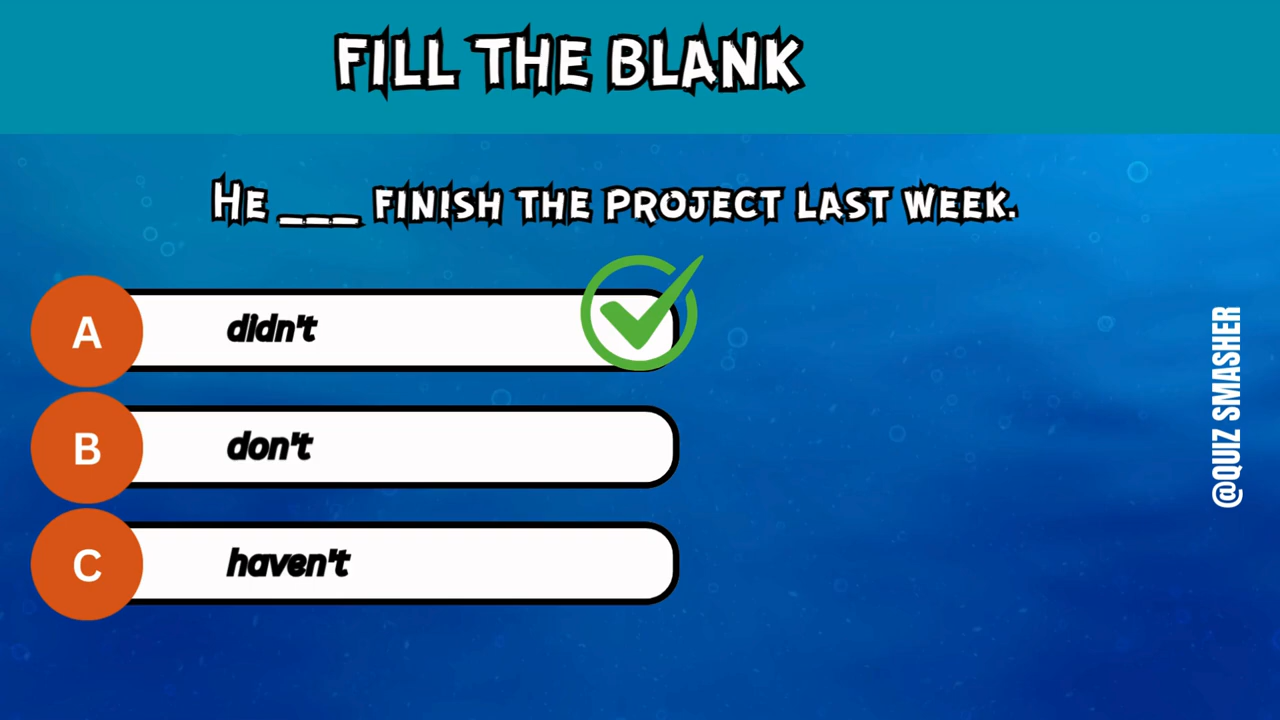 FILL THE BLANK
HE ___ FINISH THE PROJECT LAST WEEK.
A
didn't
B
don't
C
haven't
@QUIZ SMASHER